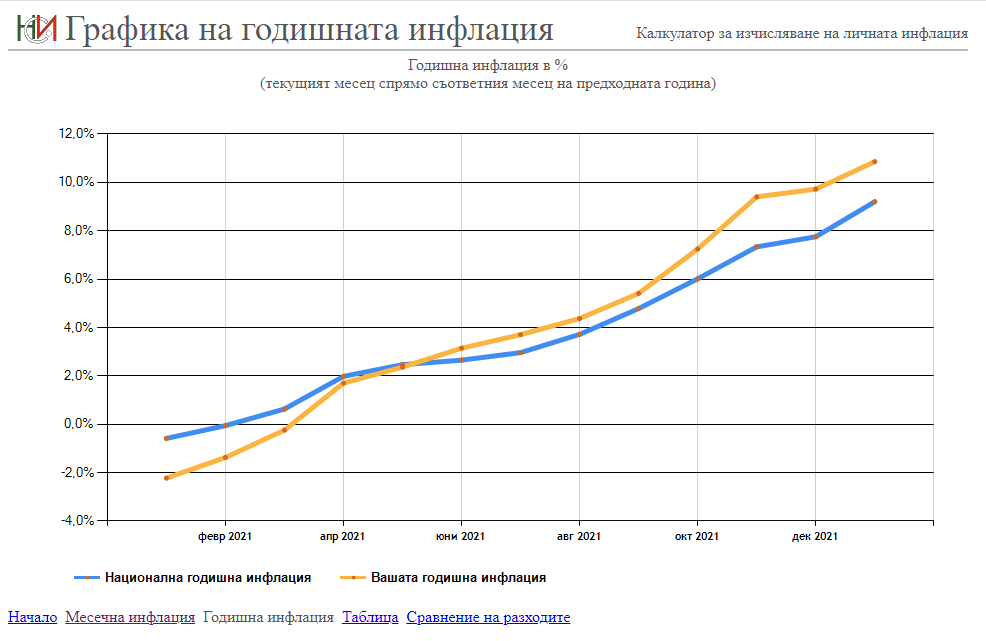 НСИ Графика на годишната инфлация
Калкулатор за изчисляване на личната инфлация
Годишна инфлация в %
(текущият месец спрямо съответния месец на предходната година)
12,0%
10,0%
8,0%
6,0%
4,0%
2,0%
0,0%
-2,0%
-4,0%
февр 2021 апр 2021 юни 2021 авг 2021 окт 2021 дек 2021
Национална годишна инфлация Вашата годишна инфлация
Начало Месечна инфлация Годишна инфлация Таблица Сравнение на разходите